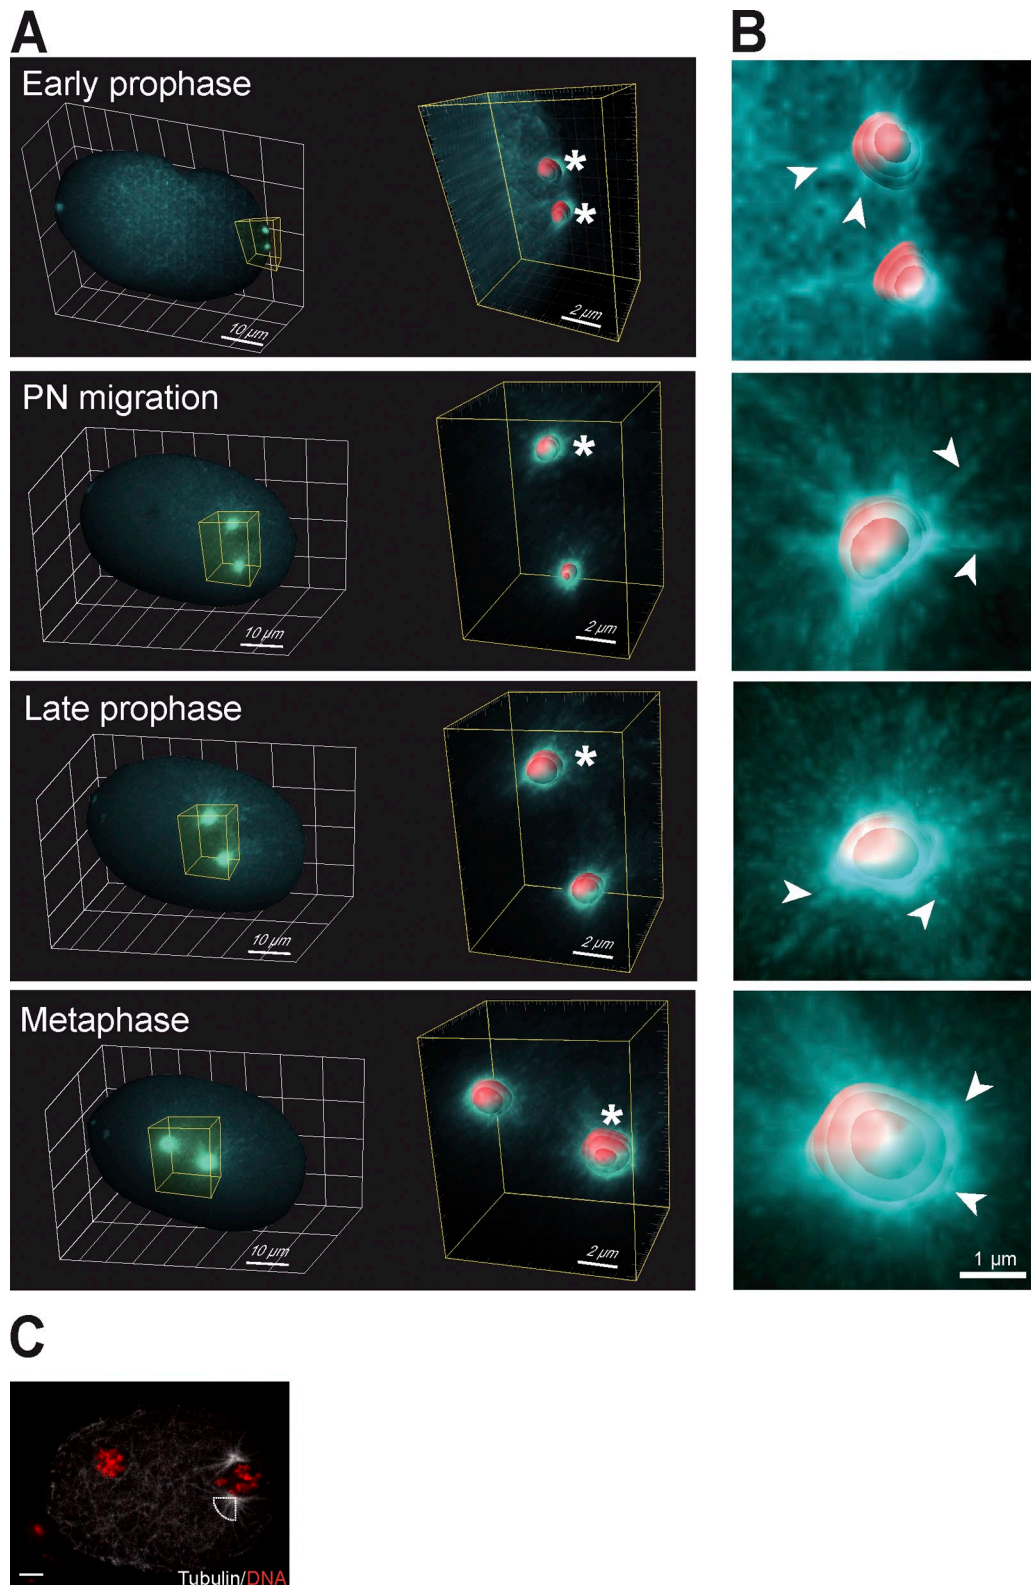 A
B
Early prophase
*
*
10 µm
2 µm
PN migration
*
10 µm
2 µm
Late prophase
*
10 µm
2 µm
Metaphase
*
10 µm
2 µm
1 µm
C
Tubulin/DNA